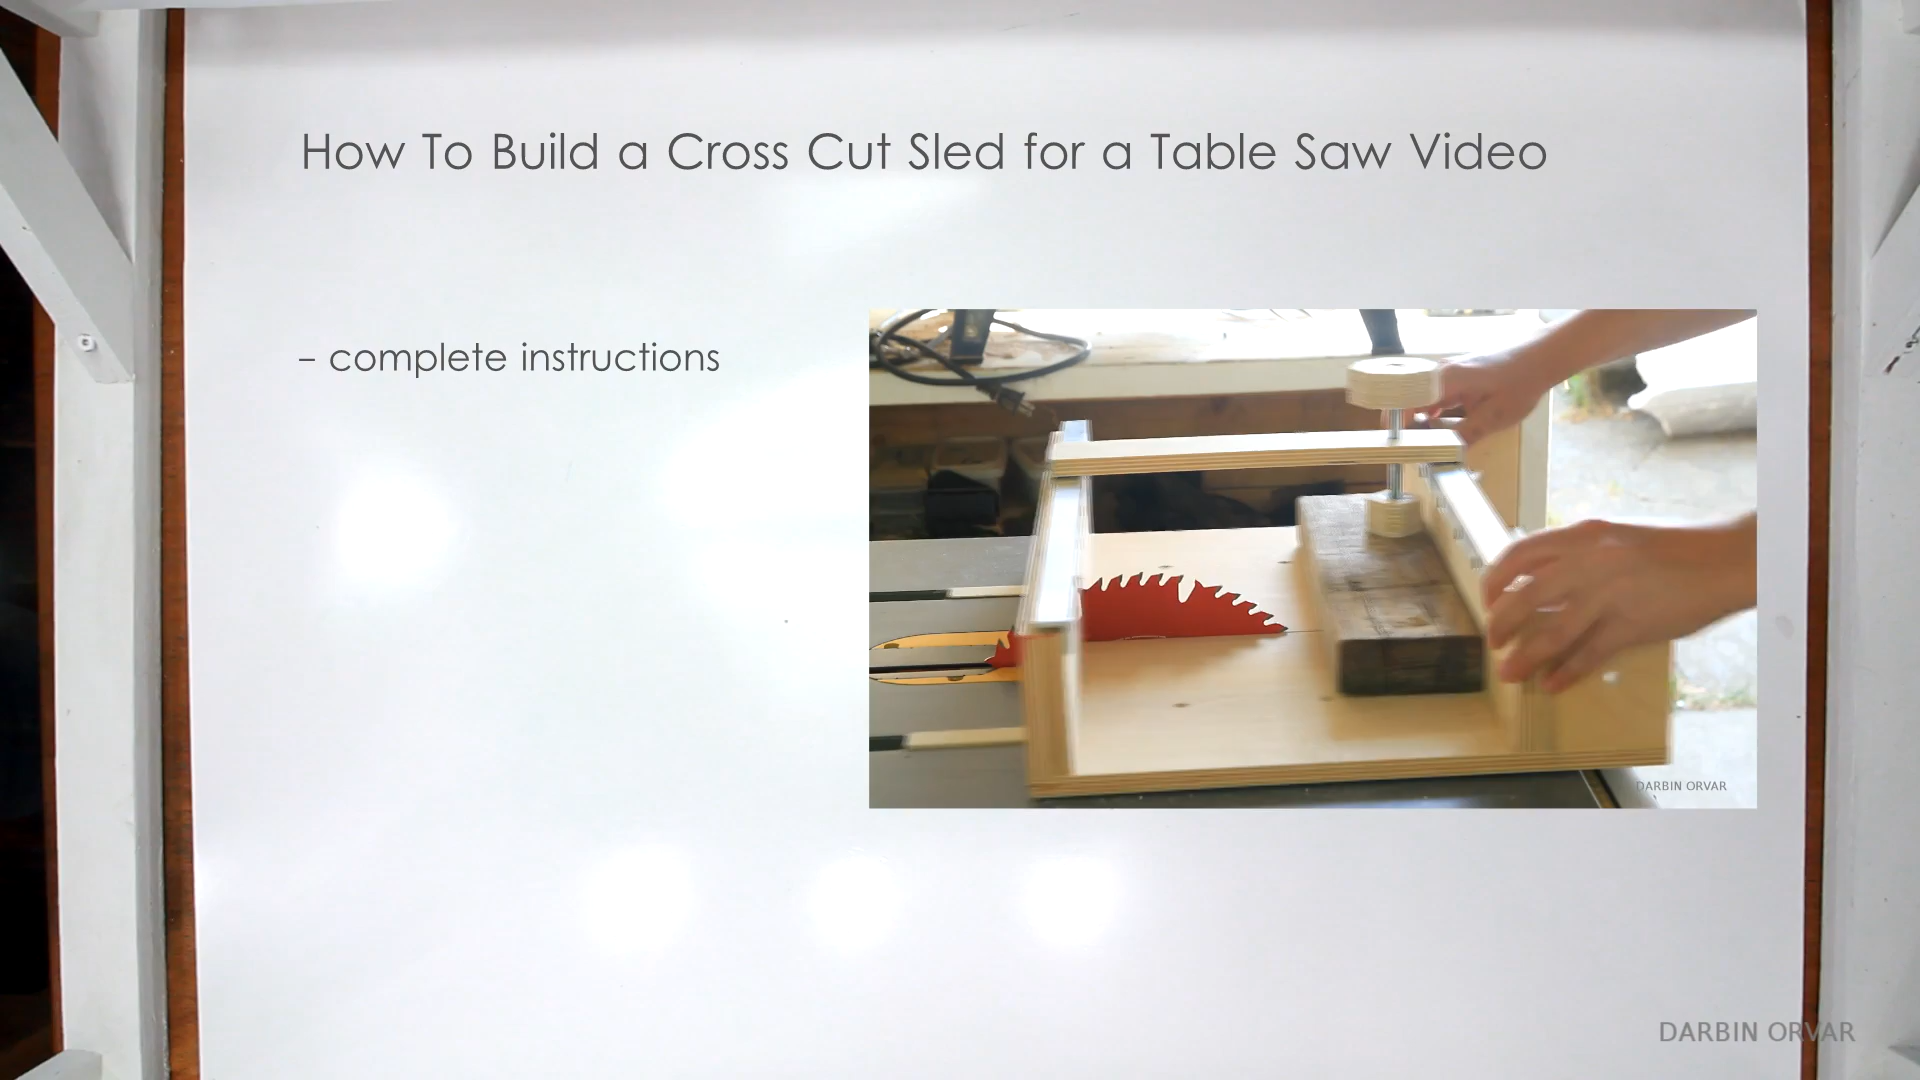 How To Build a Cross Cut Sled for a Table Saw Video
– complete instructions
DARBIN ORVAR
DARBIN ORVAR